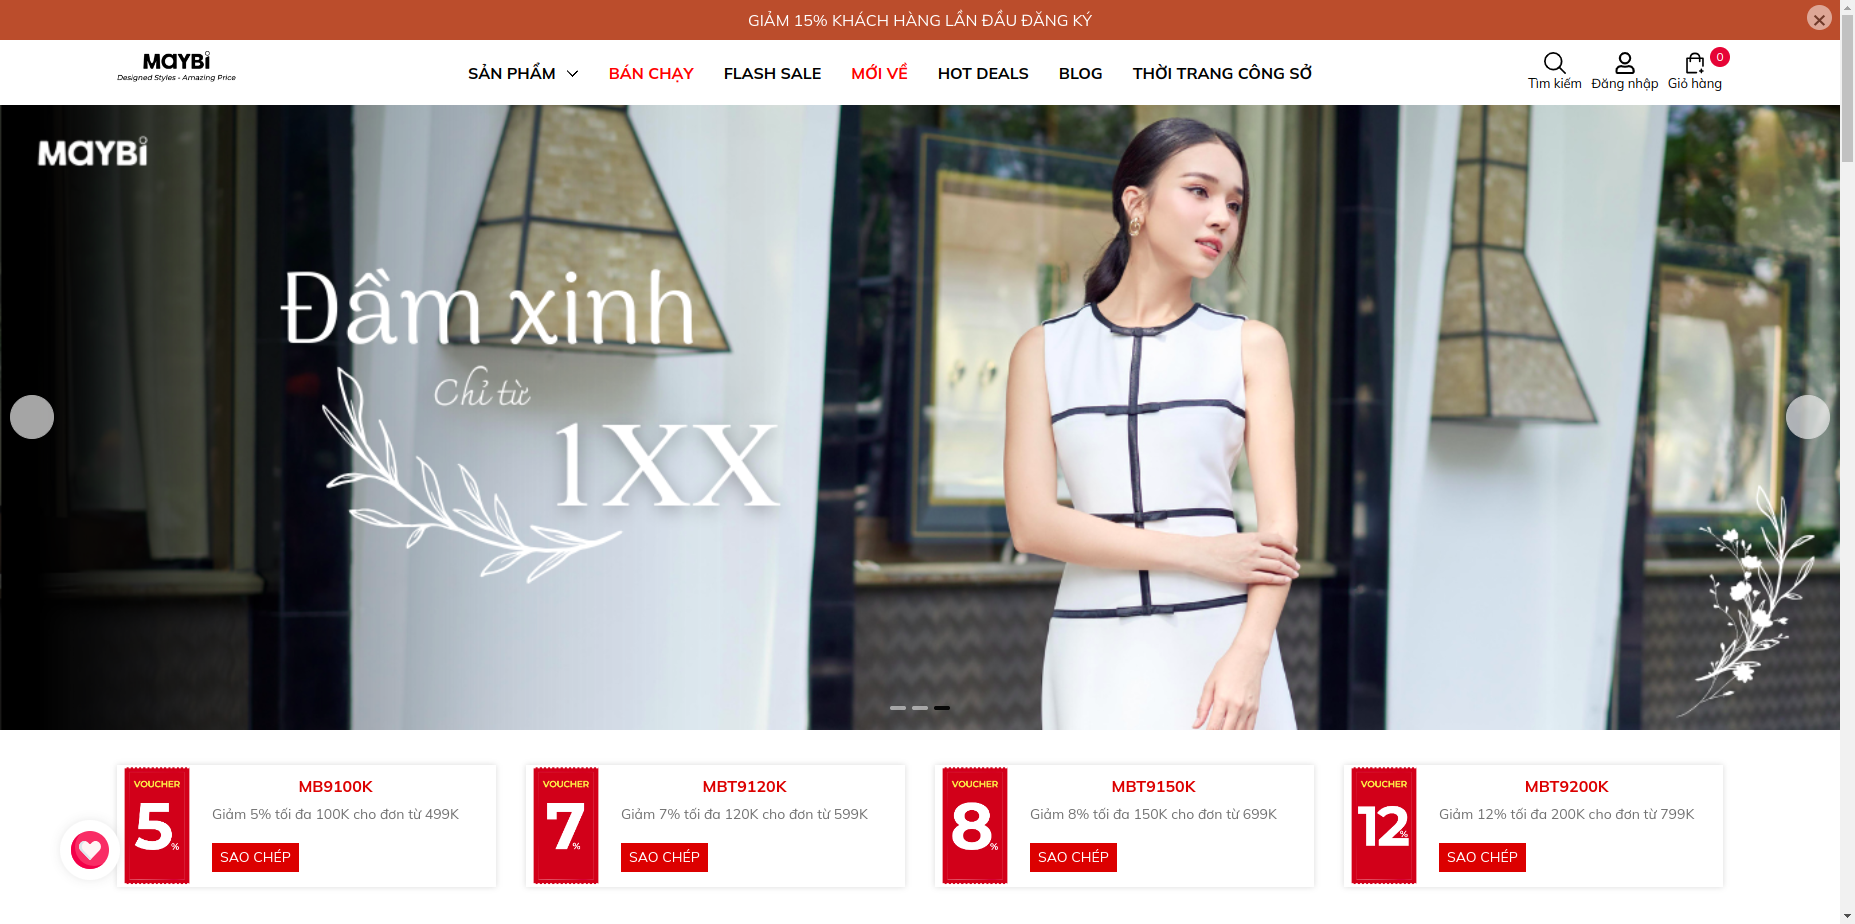 GIẢM 15% KHÁCH HÀNG LẦN ĐẦU ĐĂNG KÝ
MAYBi
Designed Styles - Amazing Price
SẢN PHẨM
BÁN CHẠY
FLASH SALE
MỚI VỀ
HOT DEALS
BLOG
THỜI TRANG CÔNG SỞ
Tìm kiếm
Đăng nhập
Giỏ hàng
0
MAYBi
Đầm xinh
Chỉ từ
1XX
VOUCHER
5%
MB9100K
Giảm 5% tối đa 100K cho đơn từ 499K
SAO CHÉP
VOUCHER
7%
MBT9120K
Giảm 7% tối đa 120K cho đơn từ 599K
SAO CHÉP
VOUCHER
8%
MBT9150K
Giảm 8% tối đa 150K cho đơn từ 699K
SAO CHÉP
VOUCHER
12%
MBT9200K
Giảm 12% tối đa 200K cho đơn từ 799K
SAO CHÉP